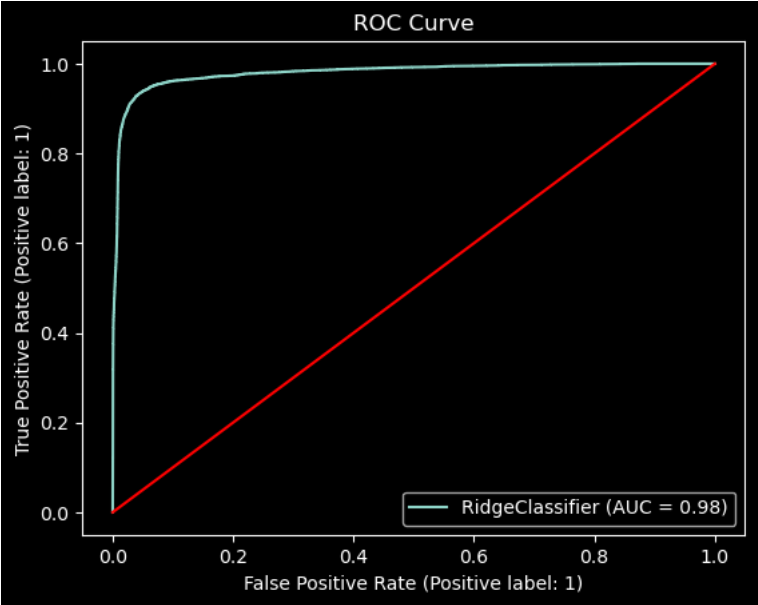 ROC Curve
True Positive Rate (Positive label: 1)
1.0
0.8
0.6
0.4
0.2
0.0
RidgeClassifier (AUC = 0.98)
0.0 0.2 0.4 0.6 0.8 1.0
False Positive Rate (Positive label: 1)